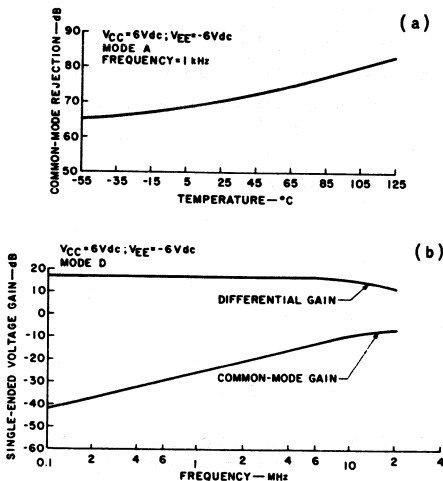 VCC=6Vdc; VEE=-6Vdc
MODE A
FREQUENCY=1 kHz
(a)
COMMON-MODE REJECTION—dB
90
80
70
60
50
-55 -35 -15 5 25 45 65 85 105 125
TEMPERATURE—°C
VCC=6Vdc; VEE=-6Vdc
MODE D
(b)
SINGLE-ENDED VOLTAGE GAIN—dB
20
10
0
-10
-20
-30
-40
-50
-60
DIFFERENTIAL GAIN
COMMON-MODE GAIN
0.1 2 4 6 1 2 4 6 10 2 4
FREQUENCY—MHz